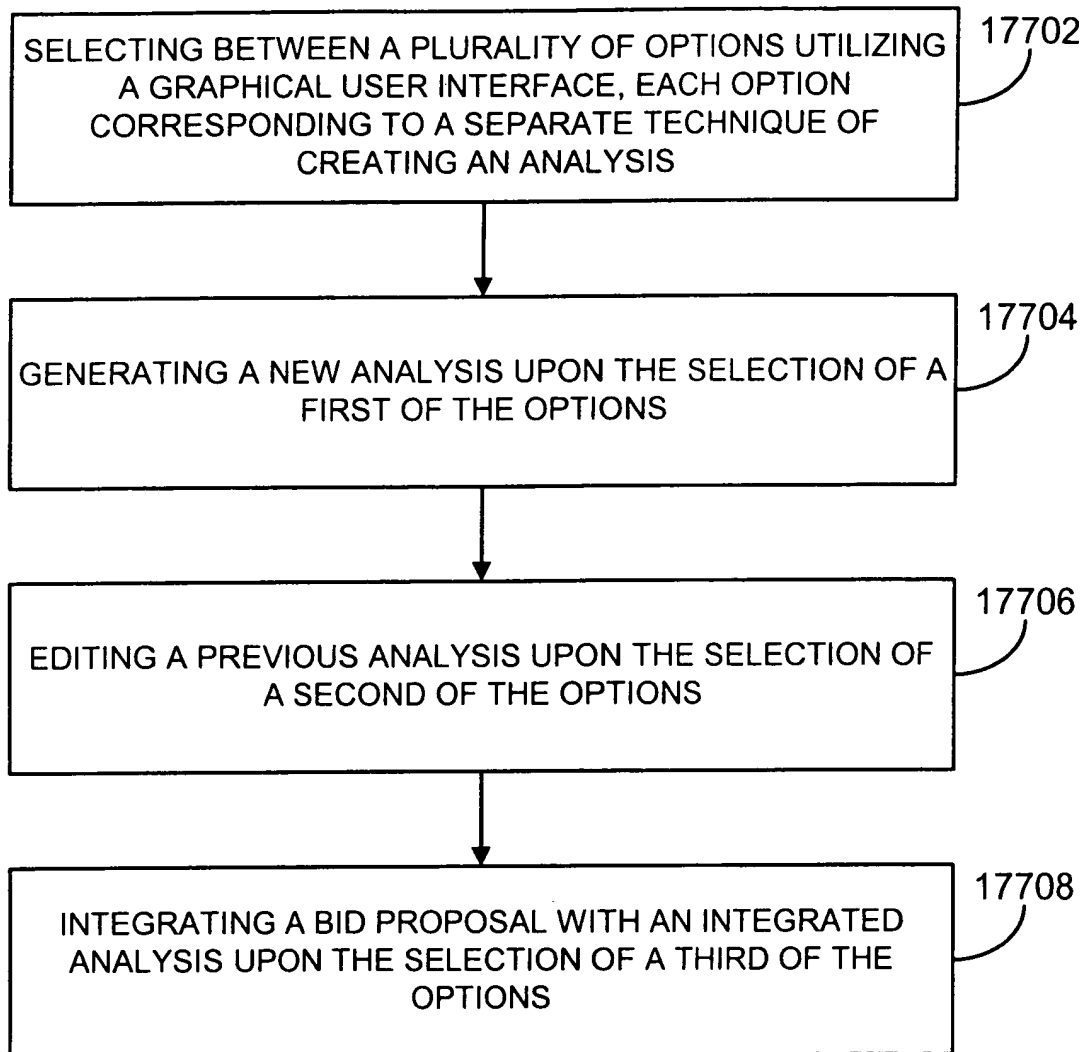 SELECTING BETWEEN A PLURALITY OF OPTIONS UTILIZING
A GRAPHICAL USER INTERFACE, EACH OPTION
CORRESPONDING TO A SEPARATE TECHNIQUE OF
CREATING AN ANALYSIS
17702
GENERATING A NEW ANALYSIS UPON THE SELECTION OF A
FIRST OF THE OPTIONS
17704
EDITING A PREVIOUS ANALYSIS UPON THE SELECTION OF
A SECOND OF THE OPTIONS
17706
INTEGRATING A BID PROPOSAL WITH AN INTEGRATED
ANALYSIS UPON THE SELECTION OF A THIRD OF THE
OPTIONS
17708